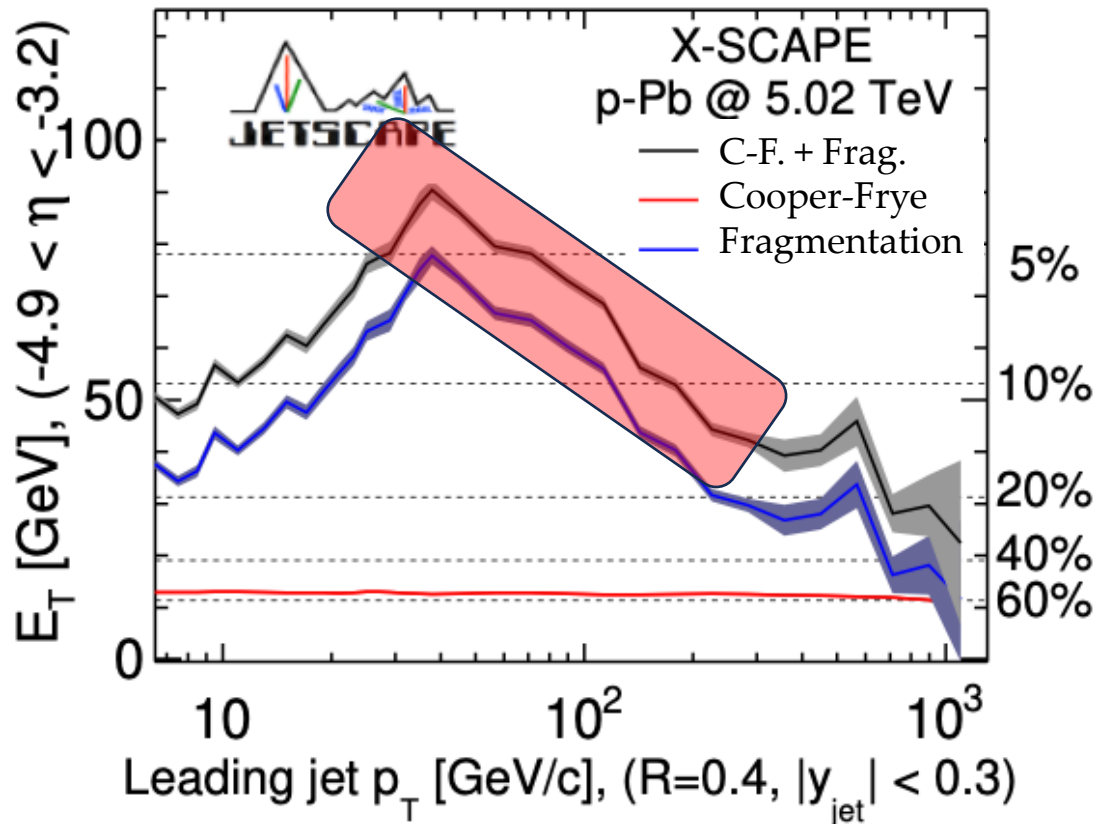 X-SCAPE
p-Pb @ 5.02 TeV
C-F. + Frag.
Cooper-Frye
Fragmentation
JETSCAPE
E_T [GeV], (-4.9 < η < -3.2)
100
50
0
5%
10%
20%
40%
60%
10
10²
10³
Leading jet p_T [GeV/c], (R=0.4, |y_jet| < 0.3)